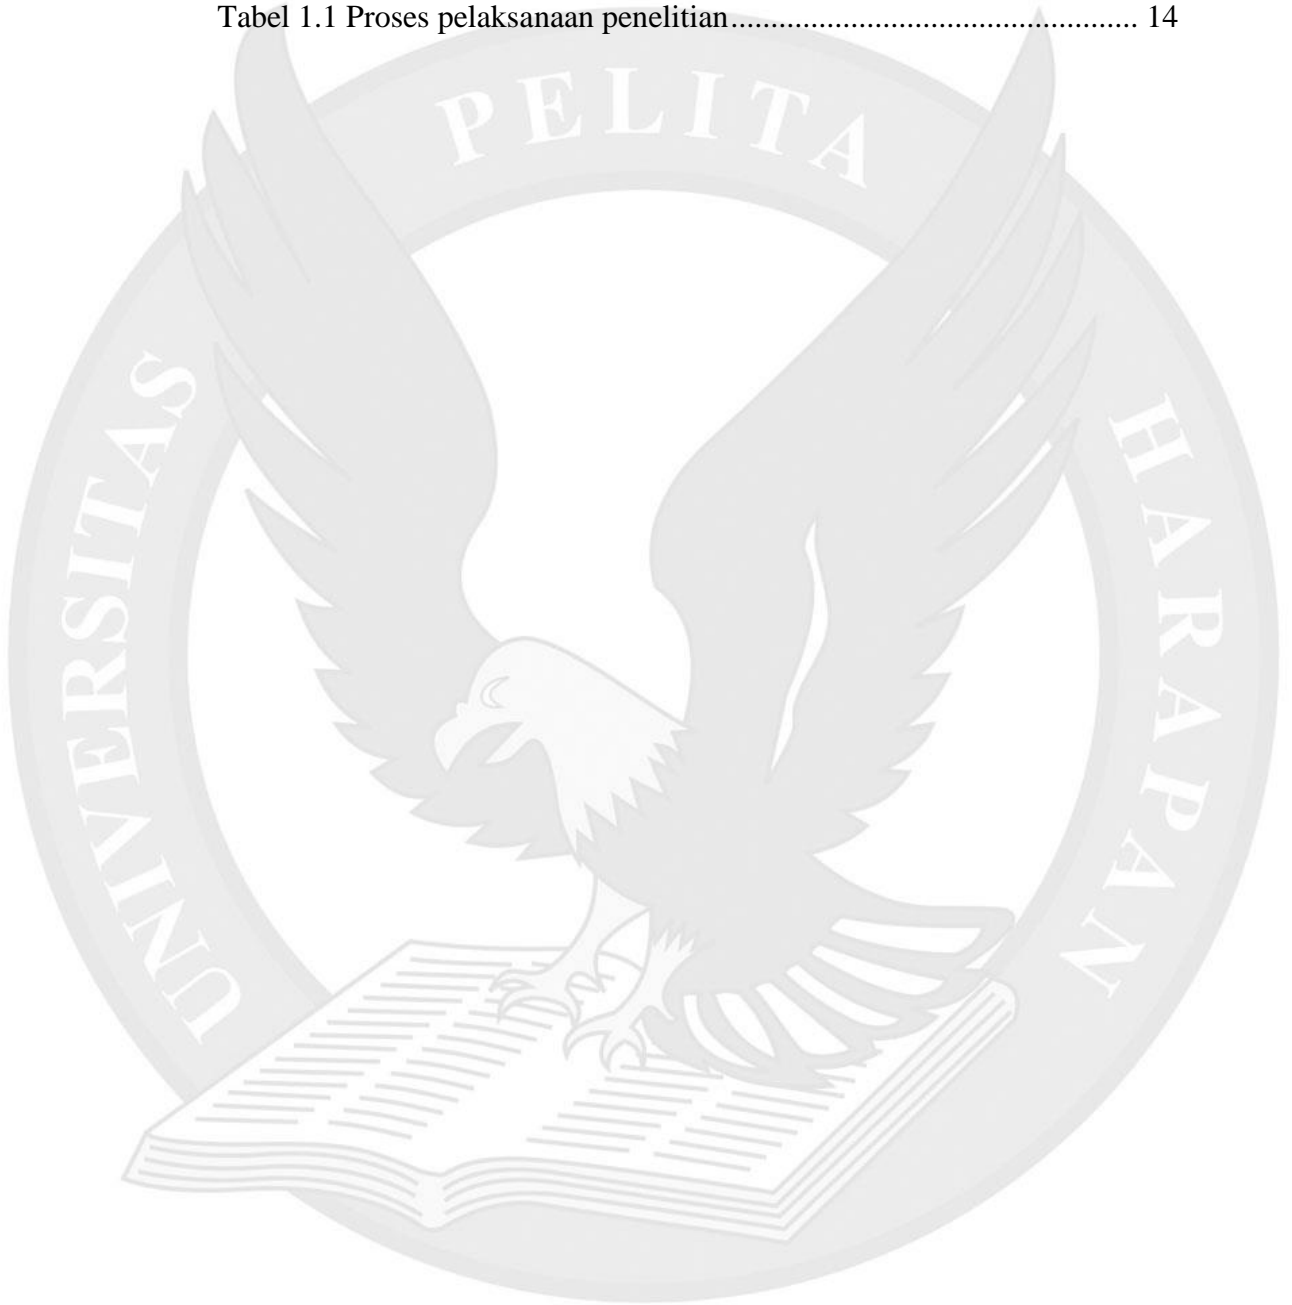 Tabel 1.1 Proses pelaksanaan penelitian................................................... 14
PELITA
UNIVERSITAS
HARAPAN